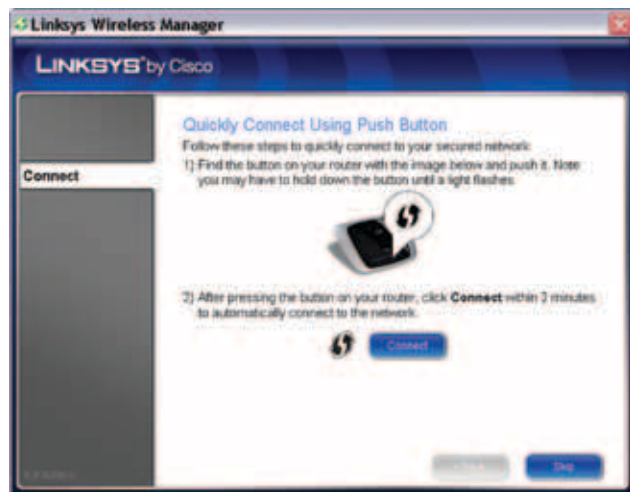 Linksys Wireless Manager
LINKSYS® by Cisco
Quickly Connect Using Push Button
Follow these steps to quickly connect to your secured network
1) Find the button on your router with the image below and push it. Note
you may have to hold down the button until a light flashes.
Connect
2) After pressing the button on your router, click Connect within 2 minutes
to automatically connect to the network.
Connect
Skip